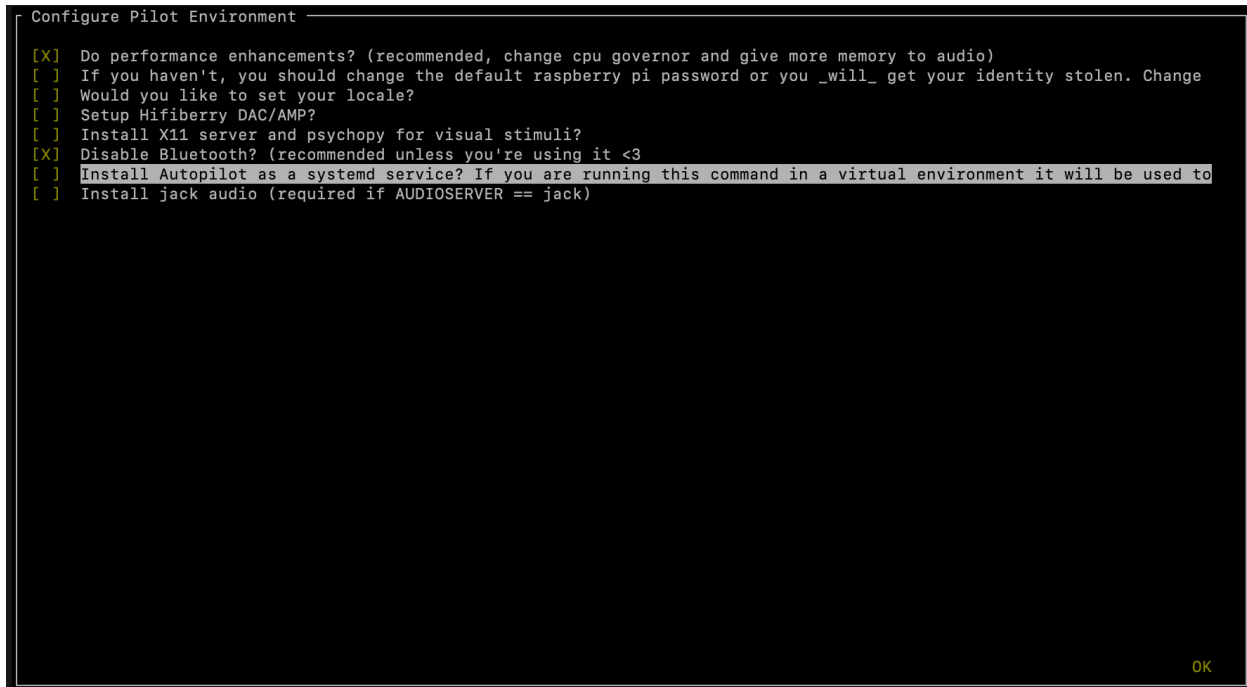 Configure Pilot Environment
[X] Do performance enhancements? (recommended, change cpu governor and give more memory to audio)
[ ] If you haven't, you should change the default raspberry pi password or you _will_ get your identity stolen. Change
[ ] Would you like to set your locale?
[ ] Setup Hifiberry DAC/AMP?
[ ] Install X11 server and psychopy for visual stimuli?
[X] Disable Bluetooth? (recommended unless you're using it <3
[ ] Install Autopilot as a systemd service? If you are running this command in a virtual environment it will be used to
[ ] Install jack audio (required if AUDIOSERVER == jack)
OK